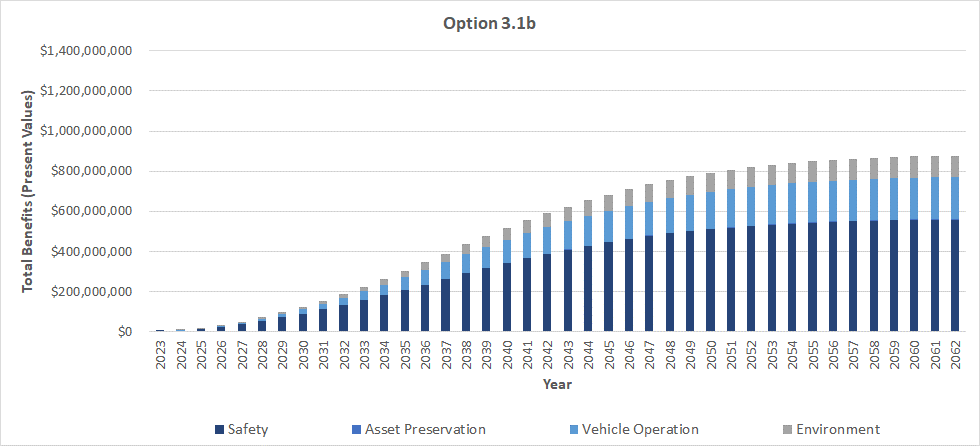 Option 3.1b
$1,400,000,000
$1,200,000,000
$1,000,000,000
$800,000,000
$600,000,000
$400,000,000
$200,000,000
$0
Total Benefits (Present Values)
2023 2024 2025 2026 2027 2028 2029 2030 2031 2032 2033 2034 2035 2036 2037 2038 2039 2040 2041 2042 2043 2044 2045 2046 2047 2048 2049 2050 2051 2052 2053 2054 2055 2056 2057 2058 2059 2060 2061 2062
Year
Safety Asset Preservation Vehicle Operation Environment